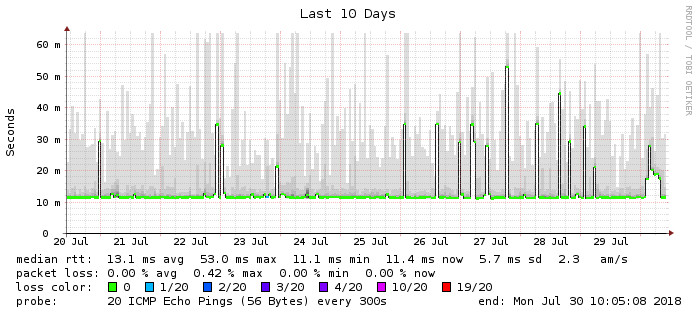 Last 10 Days
RRDTOOL / TOBI OETIKER
Seconds
60 m
50 m
40 m
30 m
20 m
10 m
0
20 Jul 21 Jul 22 Jul 23 Jul 24 Jul 25 Jul 26 Jul 27 Jul 28 Jul 29 Jul
median rtt: 13.1 ms avg 53.0 ms max 11.1 ms min 11.4 ms now 5.7 ms sd 2.3 am/s
packet loss: 0.00 % avg 0.42 % max 0.00 % min 0.00 % now
loss color: 0 1/20 2/20 3/20 4/20 10/20 19/20
probe: 20 ICMP Echo Pings (56 Bytes) every 300s end: Mon Jul 30 10:05:08 2018